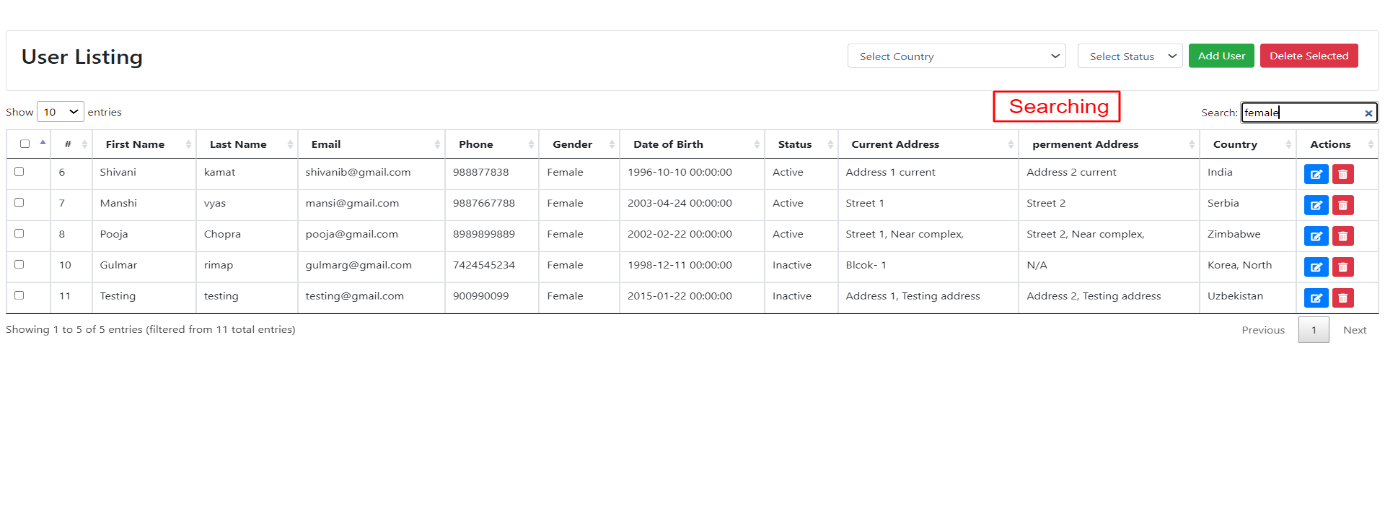 User Listing Select Country Select Status Add User Delete Selected
Searching
Show 10 entries Search: female
# First Name Last Name Email Phone Gender Date of Birth Status Current Address permenent Address Country Actions
6 Shivani kamat shivanib@gmail.com 988877838 Female 1996-10-10 00:00:00 Active Address 1 current Address 2 current India
7 Manshi vyas mansi@gmail.com 9887667788 Female 2003-04-24 00:00:00 Active Street 1 Street 2 Serbia
8 Pooja Chopra pooja@gmail.com 8989899889 Female 2002-02-22 00:00:00 Active Street 1, Near complex, Street 2, Near complex, Zimbabwe
10 Gulmar rimap gulmarg@gmail.com 7424545234 Female 1998-12-11 00:00:00 Inactive Blcok- 1 N/A Korea, North
11 Testing testing testing@gmail.com 900990099 Female 2015-01-22 00:00:00 Inactive Address 1, Testing address Address 2, Testing address Uzbekistan
Showing 1 to 5 of 5 entries (filtered from 11 total entries) Previous 1 Next